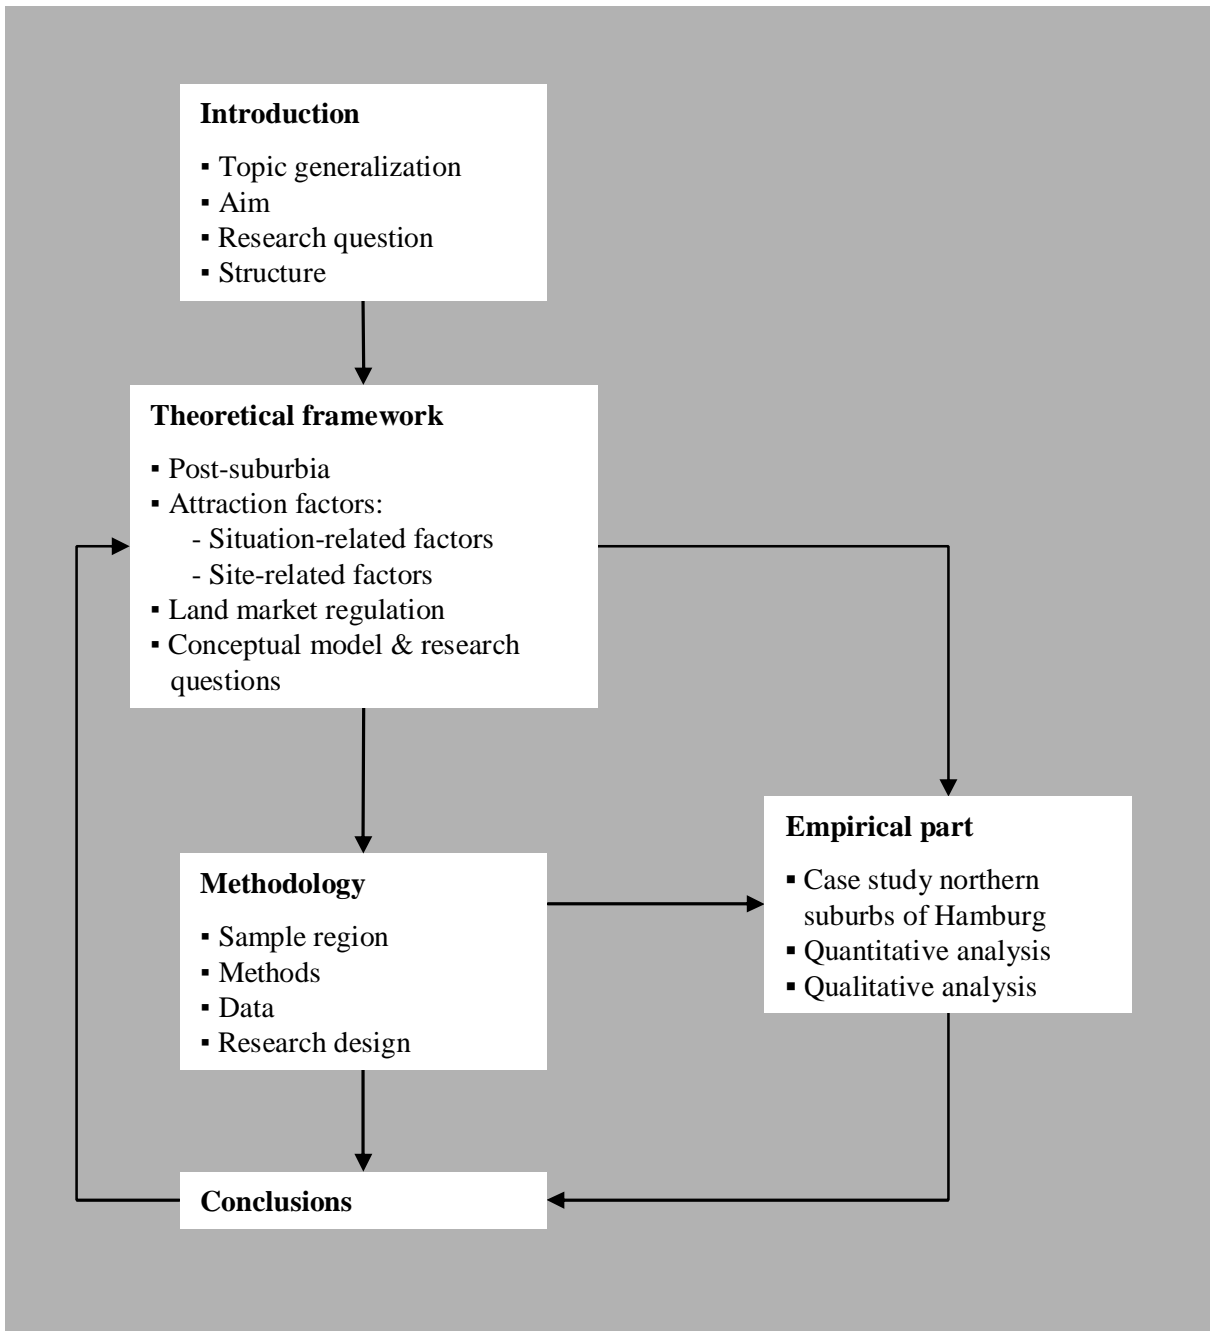 Introduction
▪ Topic generalization
▪ Aim
▪ Research question
▪ Structure
Theoretical framework
▪ Post-suburbia
▪ Attraction factors:
- Situation-related factors
- Site-related factors
▪ Land market regulation
▪ Conceptual model & research
questions
Methodology
▪ Sample region
▪ Methods
▪ Data
▪ Research design
Empirical part
▪ Case study northern
suburbs of Hamburg
▪ Quantitative analysis
▪ Qualitative analysis
Conclusions